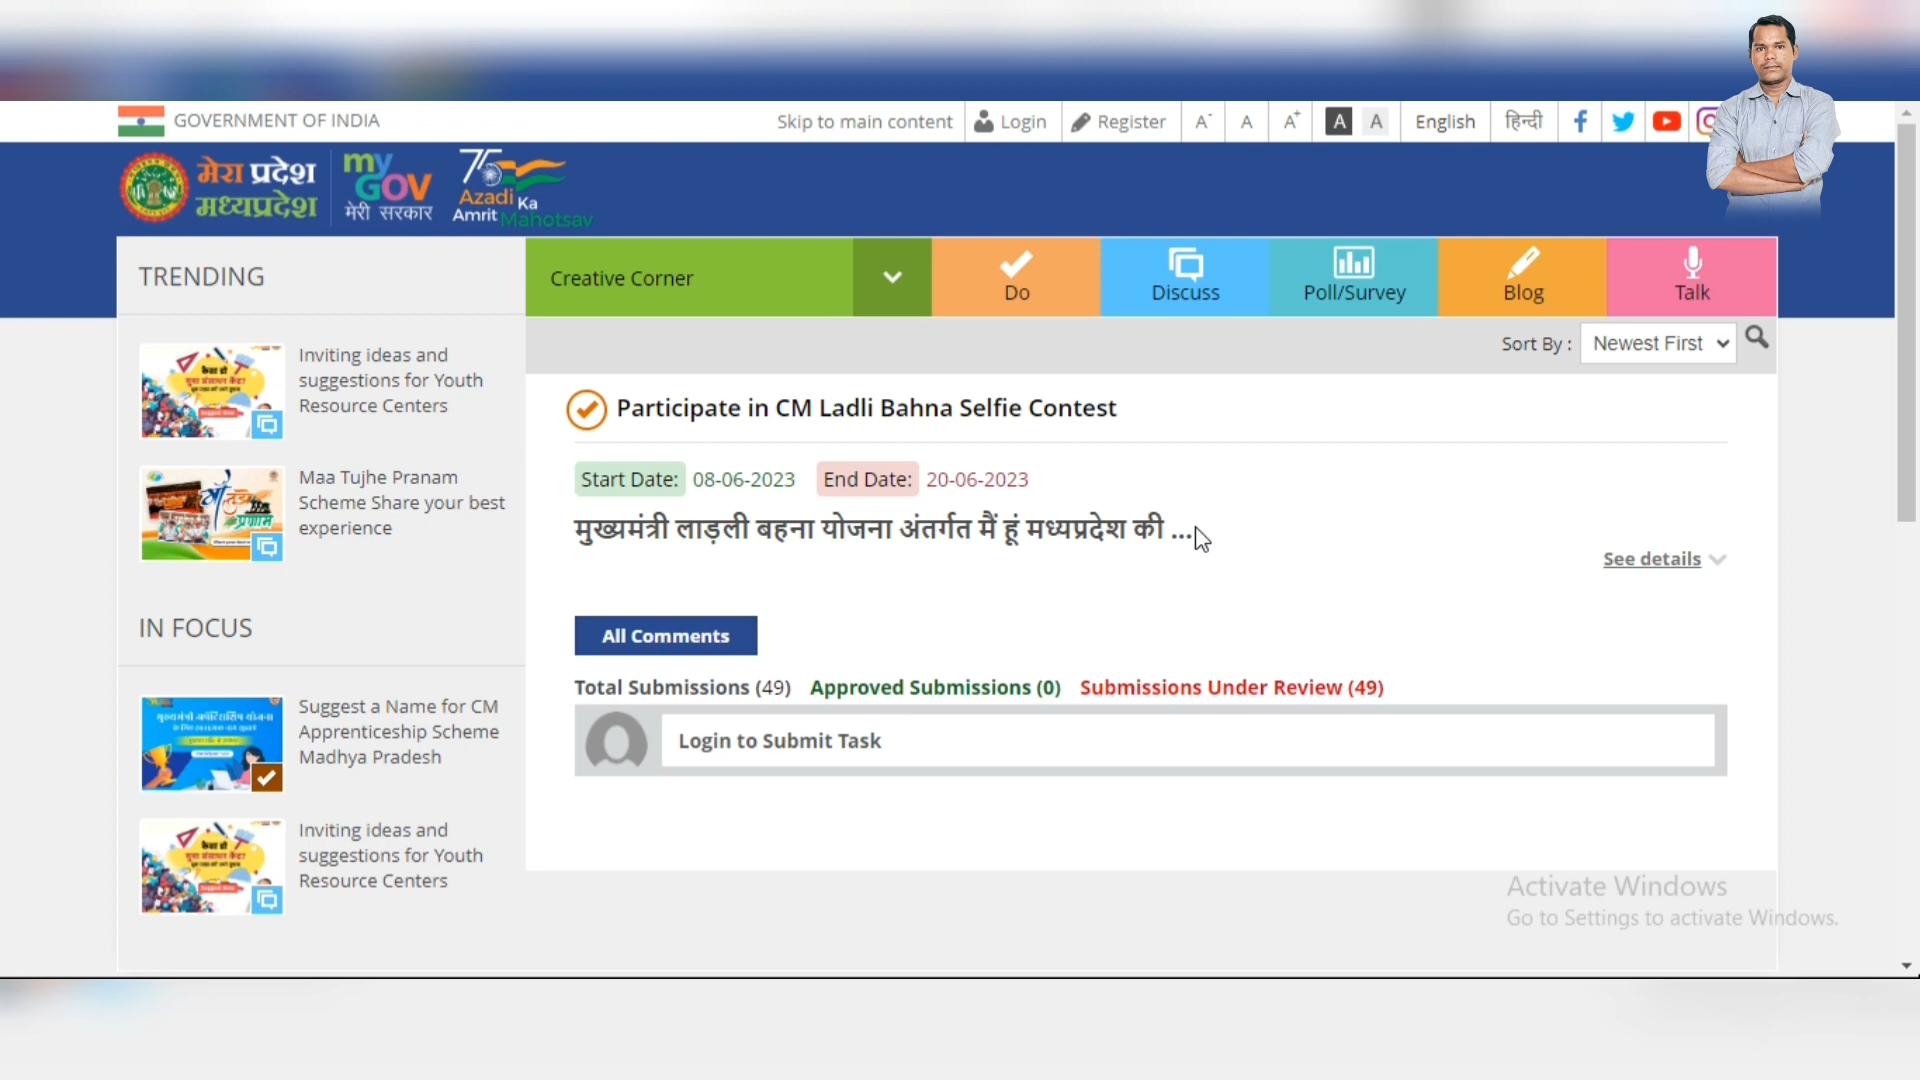 GOVERNMENT OF INDIA
Skip to main content
Login
Register
A-
A
A+
A
A
English
हिन्दी
मेरा प्रदेश
मध्यप्रदेश
my
GOV
मेरी सरकार
75
Azadi Ka
Amrit Mahotsav
TRENDING
Creative Corner
Do
Discuss
Poll/Survey
Blog
Talk
Sort By :
Newest First
Inviting ideas and
suggestions for Youth
Resource Centers
Maa Tujhe Pranam
Scheme Share your best
experience
IN FOCUS
Suggest a Name for CM
Apprenticeship Scheme
Madhya Pradesh
Inviting ideas and
suggestions for Youth
Resource Centers
Participate in CM Ladli Bahna Selfie Contest
Start Date: 08-06-2023 End Date: 20-06-2023
मुख्यमंत्री लाड़ली बहना योजना अंतर्गत मैं हूं मध्यप्रदेश की ...
See details
All Comments
Total Submissions (49) Approved Submissions (0) Submissions Under Review (49)
Login to Submit Task
Activate Windows
Go to Settings to activate Windows.